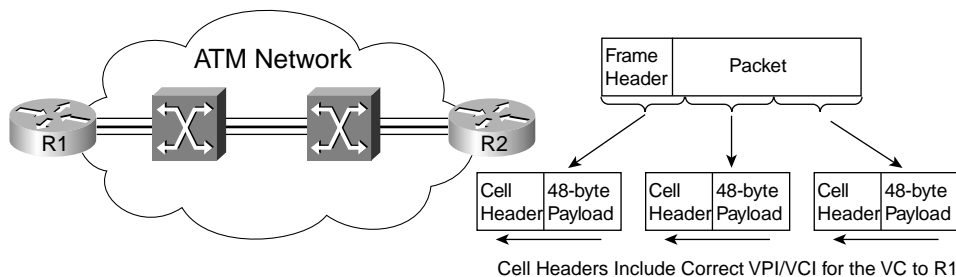 ATM Network
R1
R2
Frame
Header
Packet
Cell
Header
48-byte
Payload
Cell
Header
48-byte
Payload
Cell
Header
48-byte
Payload
Cell Headers Include Correct VPI/VCI for the VC to R1